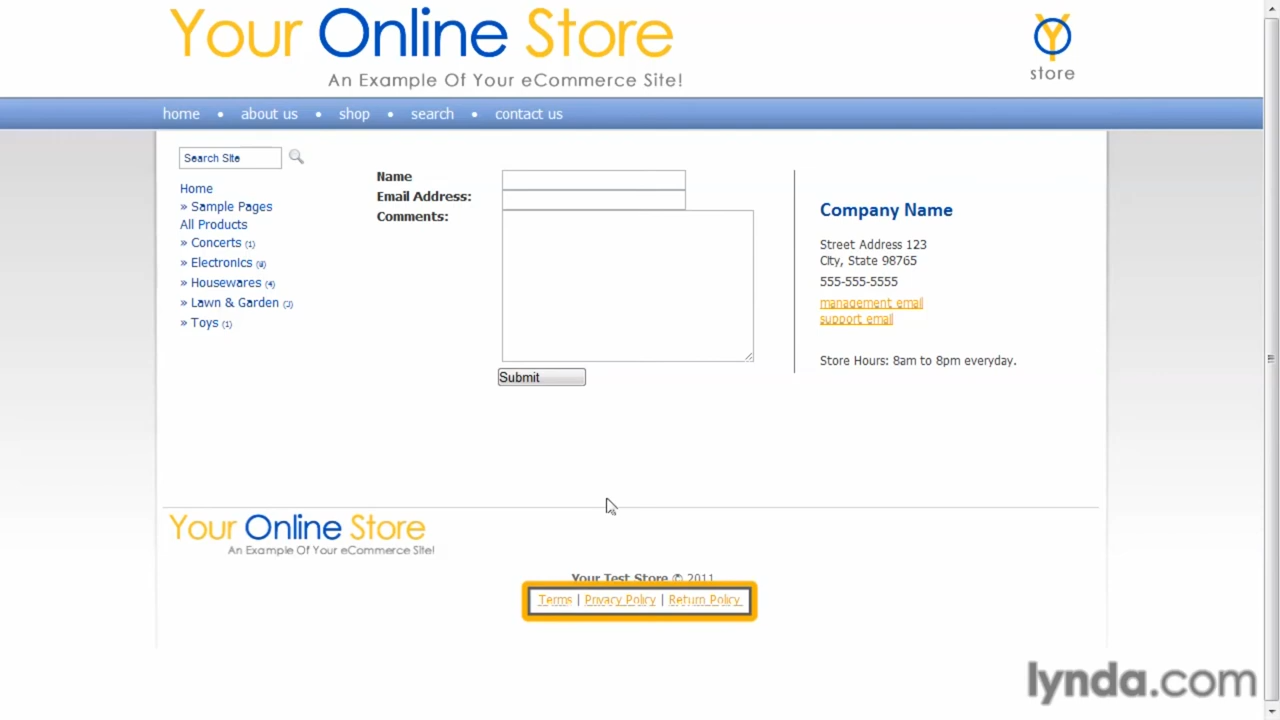 Your Online Store
An Example Of Your eCommerce Site!
store
home • about us • shop • search • contact us
Search Site
Home
» Sample Pages
All Products
» Concerts (1)
» Electronics
» Housewares (4)
» Lawn & Garden (2)
» Toys (1)
Name
Email Address:
Comments:
Submit
Company Name
Street Address 123
City, State 98765
555-555-5555
management email
support email
Store Hours: 8am to 8pm everyday.
Your Online Store
An Example Of Your eCommerce Site!
Your Test Store © 2011
Terms | Privacy Policy | Return Policy
lynda.com